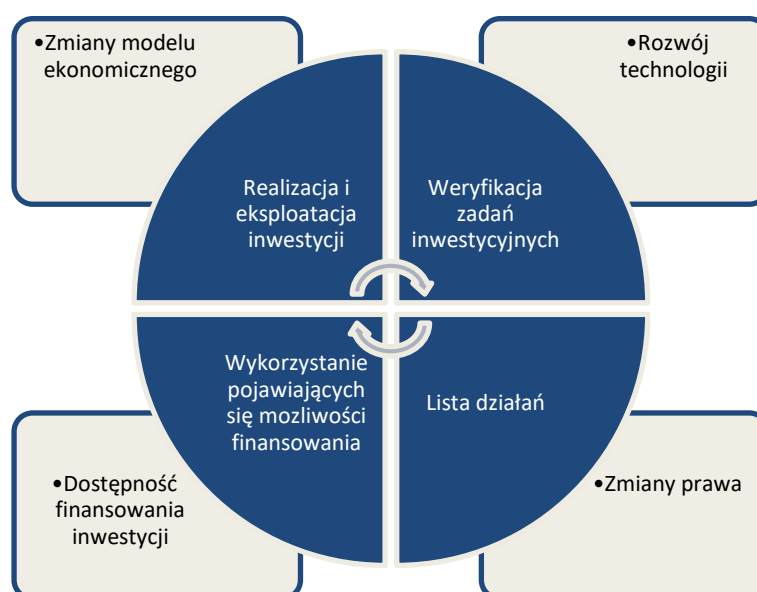 •Zmiany modelu
ekonomicznego
•Rozwój
technologii
Realizacja i
eksploatacja
inwestycji
Weryfikacja
zadań
inwestycyjnych
Wykorzystanie
pojawiających
się mozliwości
finansowania
Lista działań
•Dostępność
finansowania
inwestycji
•Zmiany prawa